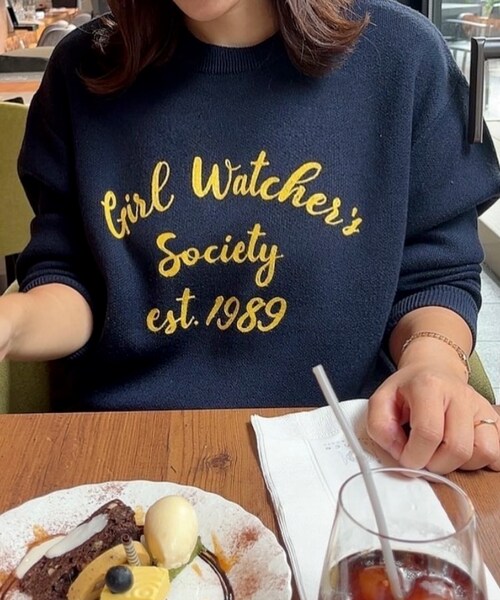 Girl Watcher's
Society
est. 1989